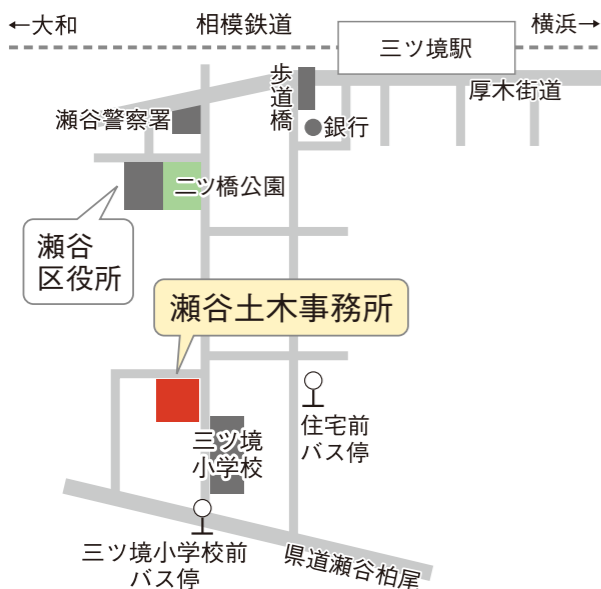 ←大和
相模鉄道
横浜→
三ツ境駅
歩道橋
厚木街道
瀬谷警察署
●銀行
二ツ橋公園
瀬谷
区役所
瀬谷土木事務所
住宅前
バス停
三ツ境
小学校
三ツ境小学校前
バス停
県道瀬谷柏尾